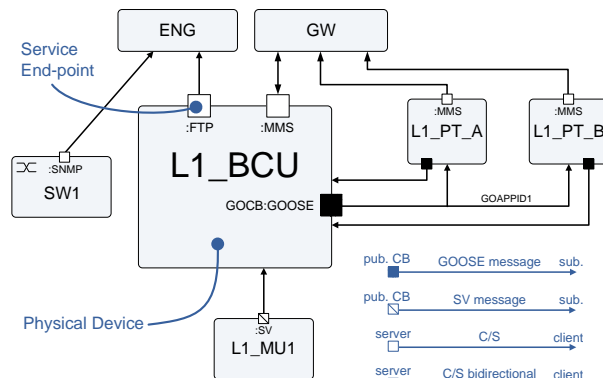 ENG
GW
Service
End-point
:FTP
:MMS
:MMS
:MMS
L1_BCU
L1_PT_A
L1_PT_B
:SNMP
SW1
GOCB:GOOSE
GOAPPID1
pub. CB
GOOSE message
sub.
pub. CB
SV message
sub.
Physical Device
:SV
L1_MU1
server
C/S
client
server
C/S bidirectional
client